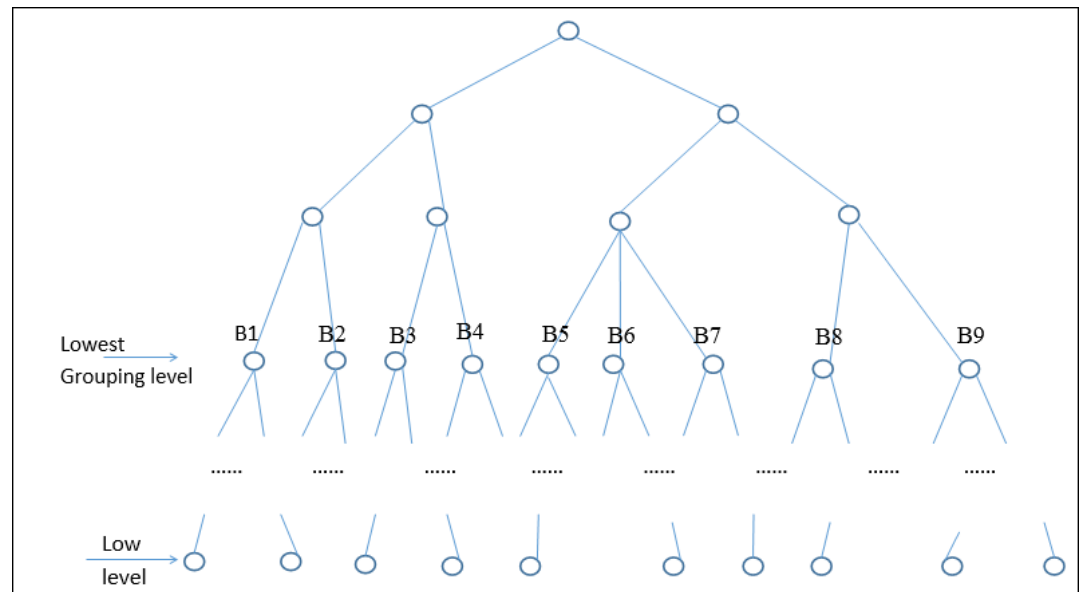 B1 B2 B3 B4 B5 B6 B7 B8 B9
Lowest
Grouping level
...... ...... ...... ...... ...... ...... ...... ......
Low
level